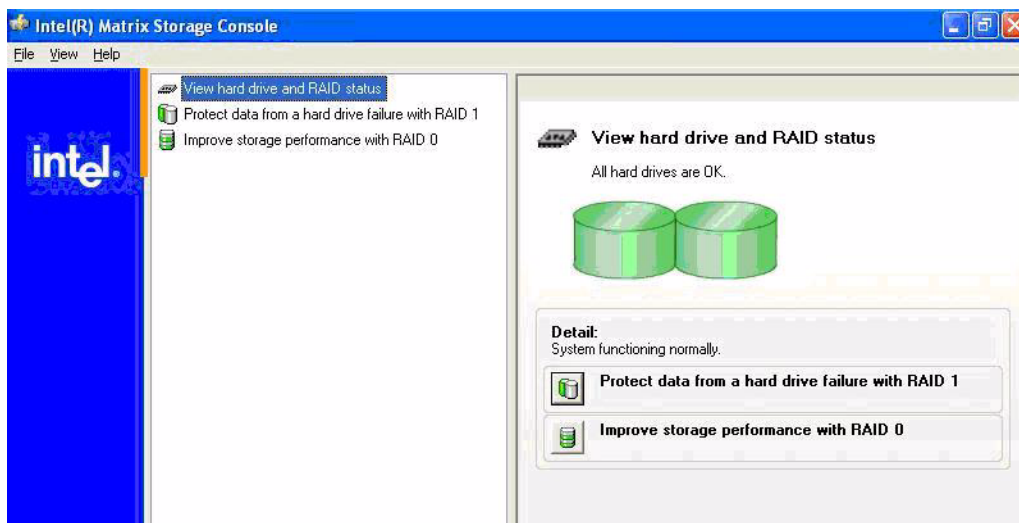 Intel(R) Matrix Storage Console
File View Help
intel.
View hard drive and RAID status
Protect data from a hard drive failure with RAID 1
Improve storage performance with RAID 0
View hard drive and RAID status
All hard drives are OK.
Detail:
System functioning normally.
Protect data from a hard drive failure with RAID 1
Improve storage performance with RAID 0